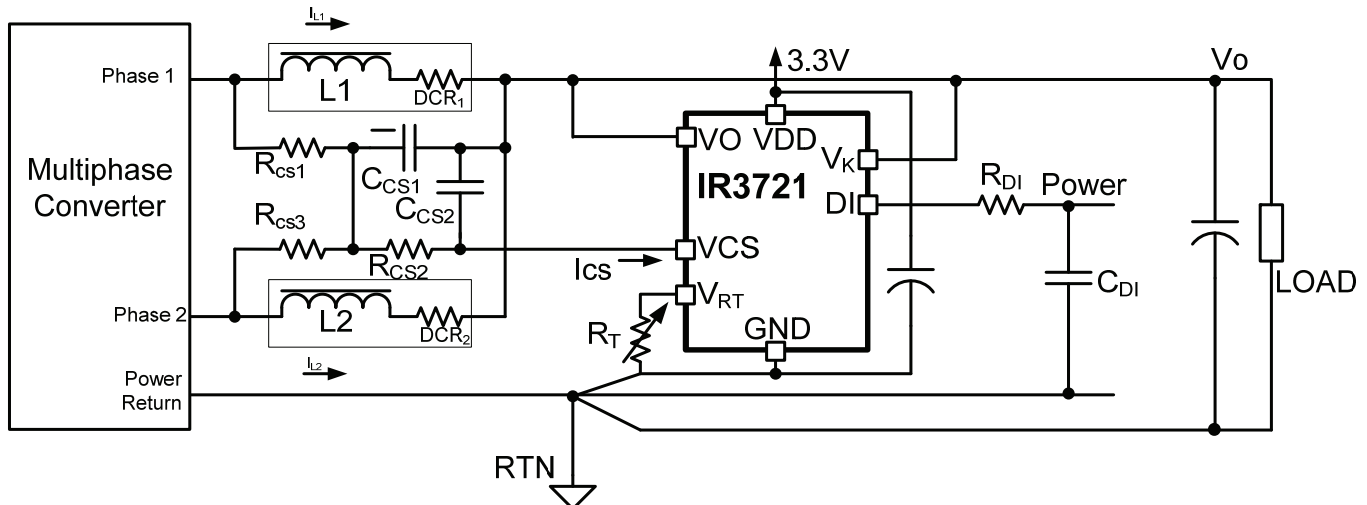 I_L1
Phase 1
L1
DCR1
3.3V
Vo
VO
VDD
VK
Rcs1
CCS1
CCS2
IR3721
Multiphase
Converter
RDI
Power
DI
Rcs3
RCS2
VCS
Ics
VRT
CDI
LOAD
Phase 2
L2
DCR2
RT
GND
IL2
Power
Return
RTN